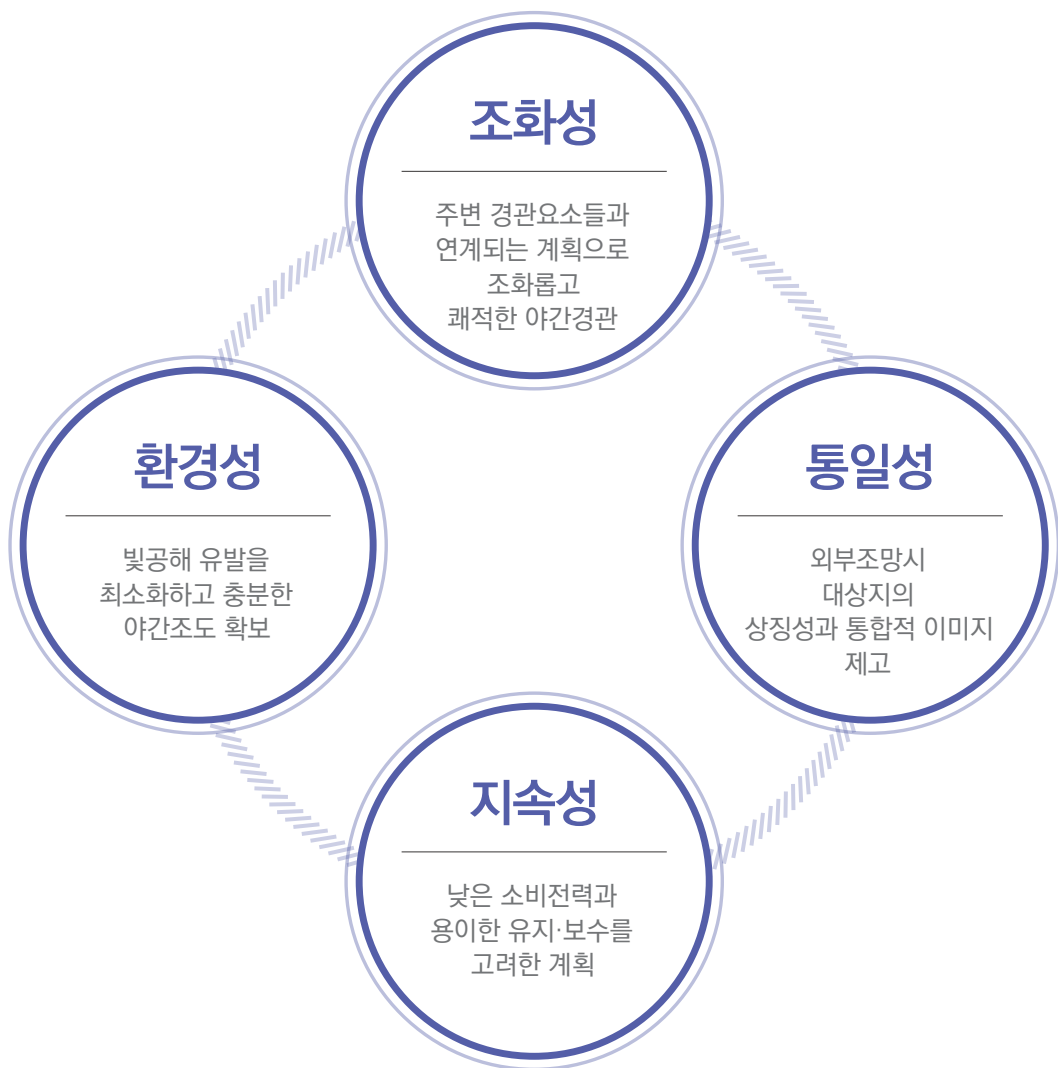 조화성
주변 경관요소들과
연계되는 계획으로
조화롭고
쾌적한 야간경관
환경성
빛공해 유발을
최소화하고 충분한
야간조도 확보
통일성
외부조망시
대상지의
상징성과 통합적 이미지
제고
지속성
낮은 소비전력과
용이한 유지·보수를
고려한 계획